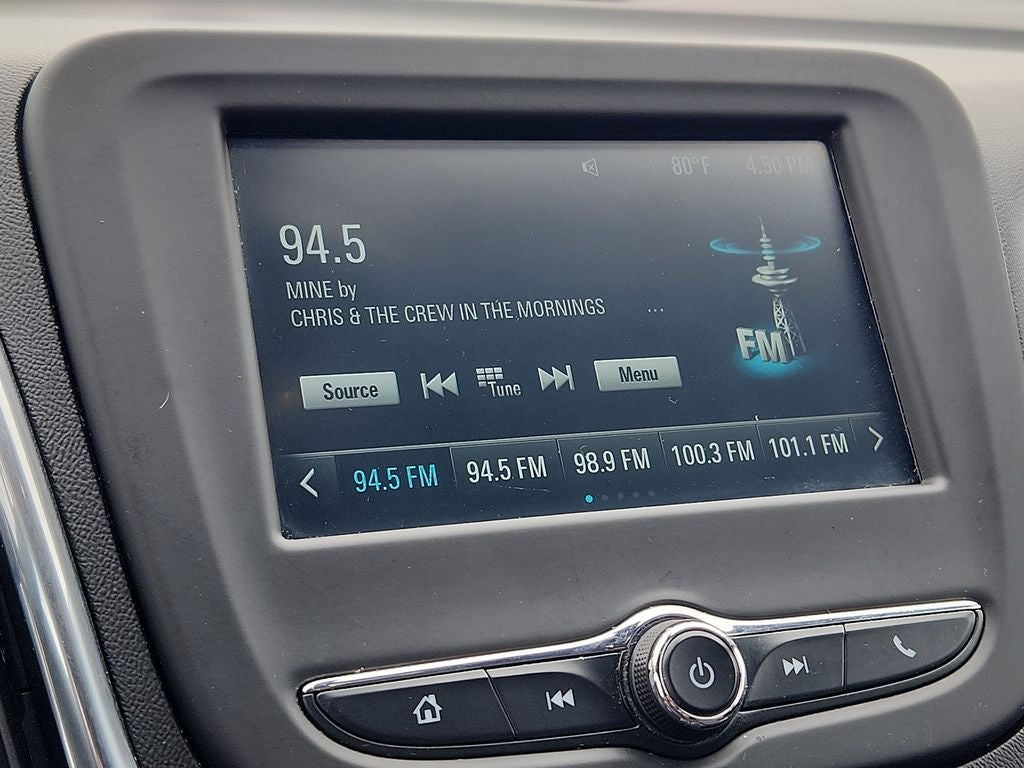 80°F 4:50 PM
94.5
MINE by
CHRIS & THE CREW IN THE MORNINGS ...
FM
Source Tune Menu
94.5 FM 94.5 FM 98.9 FM 100.3 FM 101.1 FM